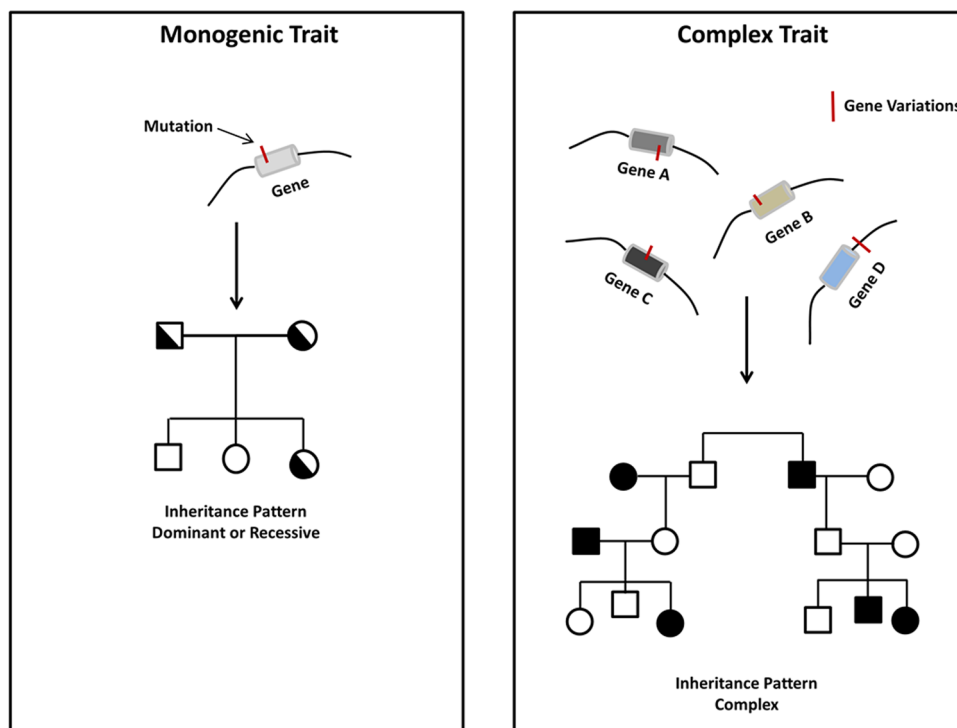 Monogenic Trait
Mutation
Gene
Inheritance Pattern
Dominant or Recessive
Complex Trait
Gene Variations
Gene A
Gene B
Gene C
Gene D
Inheritance Pattern
Complex